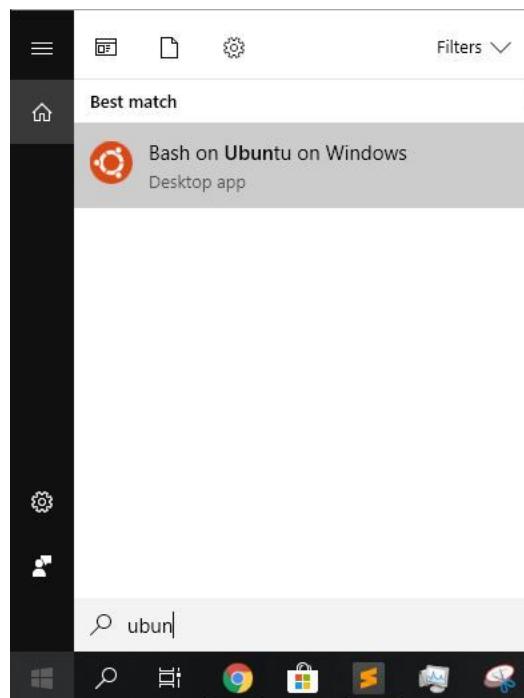 Filters
Best match
Bash on Ubuntu on Windows
Desktop app
ubun